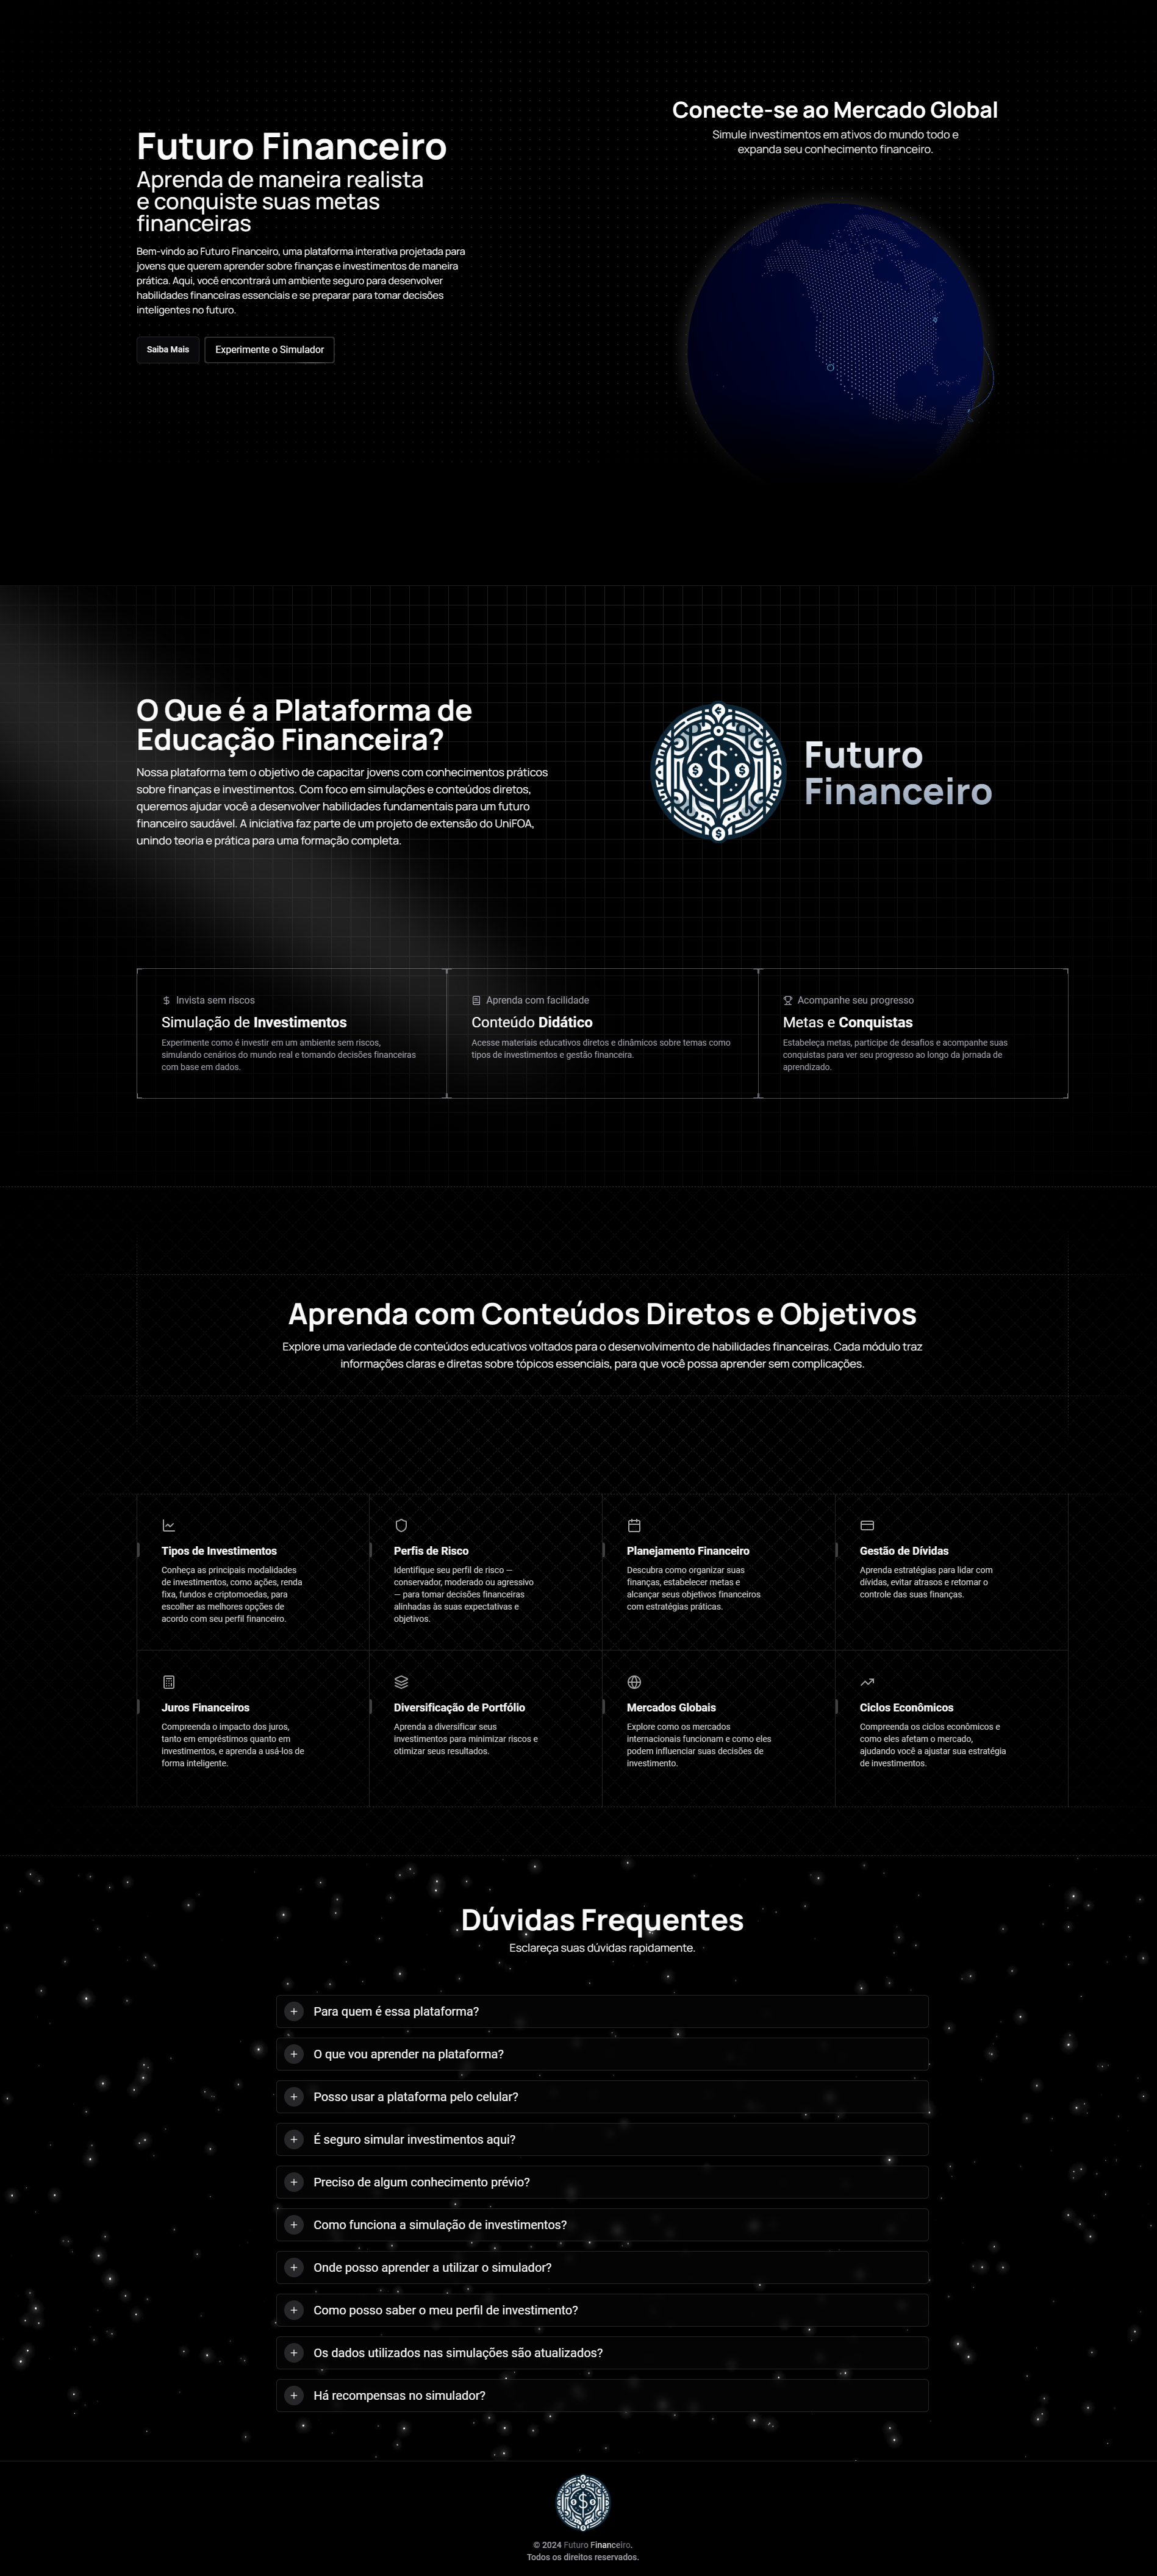 Futuro Financeiro
Aprenda de maneira realista
e conquiste suas metas
financeiras
Bem-vindo ao Futuro Financeiro, uma plataforma interativa projetada para
jovens que querem aprender sobre finanças e investimentos de maneira
prática. Aqui, você encontrará um ambiente seguro para desenvolver
habilidades financeiras essenciais e se preparar para tomar decisões
inteligentes no futuro.
Saiba Mais
Experimente o Simulador
Conecte-se ao Mercado Global
Simule investimentos em ativos do mundo todo e
expanda seu conhecimento financeiro.
O Que é a Plataforma de
Educação Financeira?
Nossa plataforma tem o objetivo de capacitar jovens com conhecimentos práticos
sobre finanças e investimentos. Com foco em simulações e conteúdos diretos,
queremos ajudar você a desenvolver habilidades fundamentais para um futuro
financeiro saudável. A iniciativa faz parte de um projeto de extensão do UniFOA,
unindo teoria e prática para uma formação completa.
Futuro
Financeiro
Invista sem riscos
Simulação de Investimentos
Experimente como é investir em um ambiente sem riscos,
simulando cenários do mundo real e tomando decisões financeiras
com base em dados.
Aprenda com facilidade
Conteúdo Didático
Acesse materiais educativos diretos e dinâmicos sobre temas como
tipos de investimentos e gestão financeira.
Acompanhe seu progresso
Metas e Conquistas
Estabeleça metas, participe de desafios e acompanhe suas
conquistas para ver seu progresso ao longo da jornada de
aprendizado.
Aprenda com Conteúdos Diretos e Objetivos
Explore uma variedade de conteúdos educativos voltados para o desenvolvimento de habilidades financeiras. Cada módulo traz
informações claras e diretas sobre tópicos essenciais, para que você possa aprender sem complicações.
Tipos de Investimentos
Conheça as principais modalidades
de investimentos, como ações, renda
fixa, fundos e criptomoedas, para
escolher as melhores opções de
acordo com seu perfil financeiro.
Perfis de Risco
Identifique seu perfil de risco —
conservador, moderado ou agressivo
— para tomar decisões financeiras
alinhadas às suas expectativas e
objetivos.
Planejamento Financeiro
Descubra como organizar suas
finanças, estabelecer metas e
alcançar seus objetivos financeiros
com estratégias práticas.
Gestão de Dívidas
Aprenda estratégias para lidar com
dívidas, evitar atrasos e retomar o
controle das suas finanças.
Juros Financeiros
Compreenda o impacto dos juros,
tanto em empréstimos quanto em
investimentos, e aprenda a usá-los de
forma inteligente.
Diversificação de Portfólio
Aprenda a diversificar seus
investimentos para minimizar riscos e
otimizar seus resultados.
Mercados Globais
Explore como os mercados
internacionais funcionam e como eles
podem influenciar suas decisões de
investimento.
Ciclos Econômicos
Compreenda os ciclos econômicos e
como eles afetam o mercado,
ajudando você a ajustar sua estratégia
de investimentos.
Dúvidas Frequentes
Esclareça suas dúvidas rapidamente.
Para quem é essa plataforma?
O que vou aprender na plataforma?
Posso usar a plataforma pelo celular?
É seguro simular investimentos aqui?
Preciso de algum conhecimento prévio?
Como funciona a simulação de investimentos?
Onde posso aprender a utilizar o simulador?
Como posso saber o meu perfil de investimento?
Os dados utilizados nas simulações são atualizados?
Há recompensas no simulador?
© 2024 Futuro Financeiro.
Todos os direitos reservados.